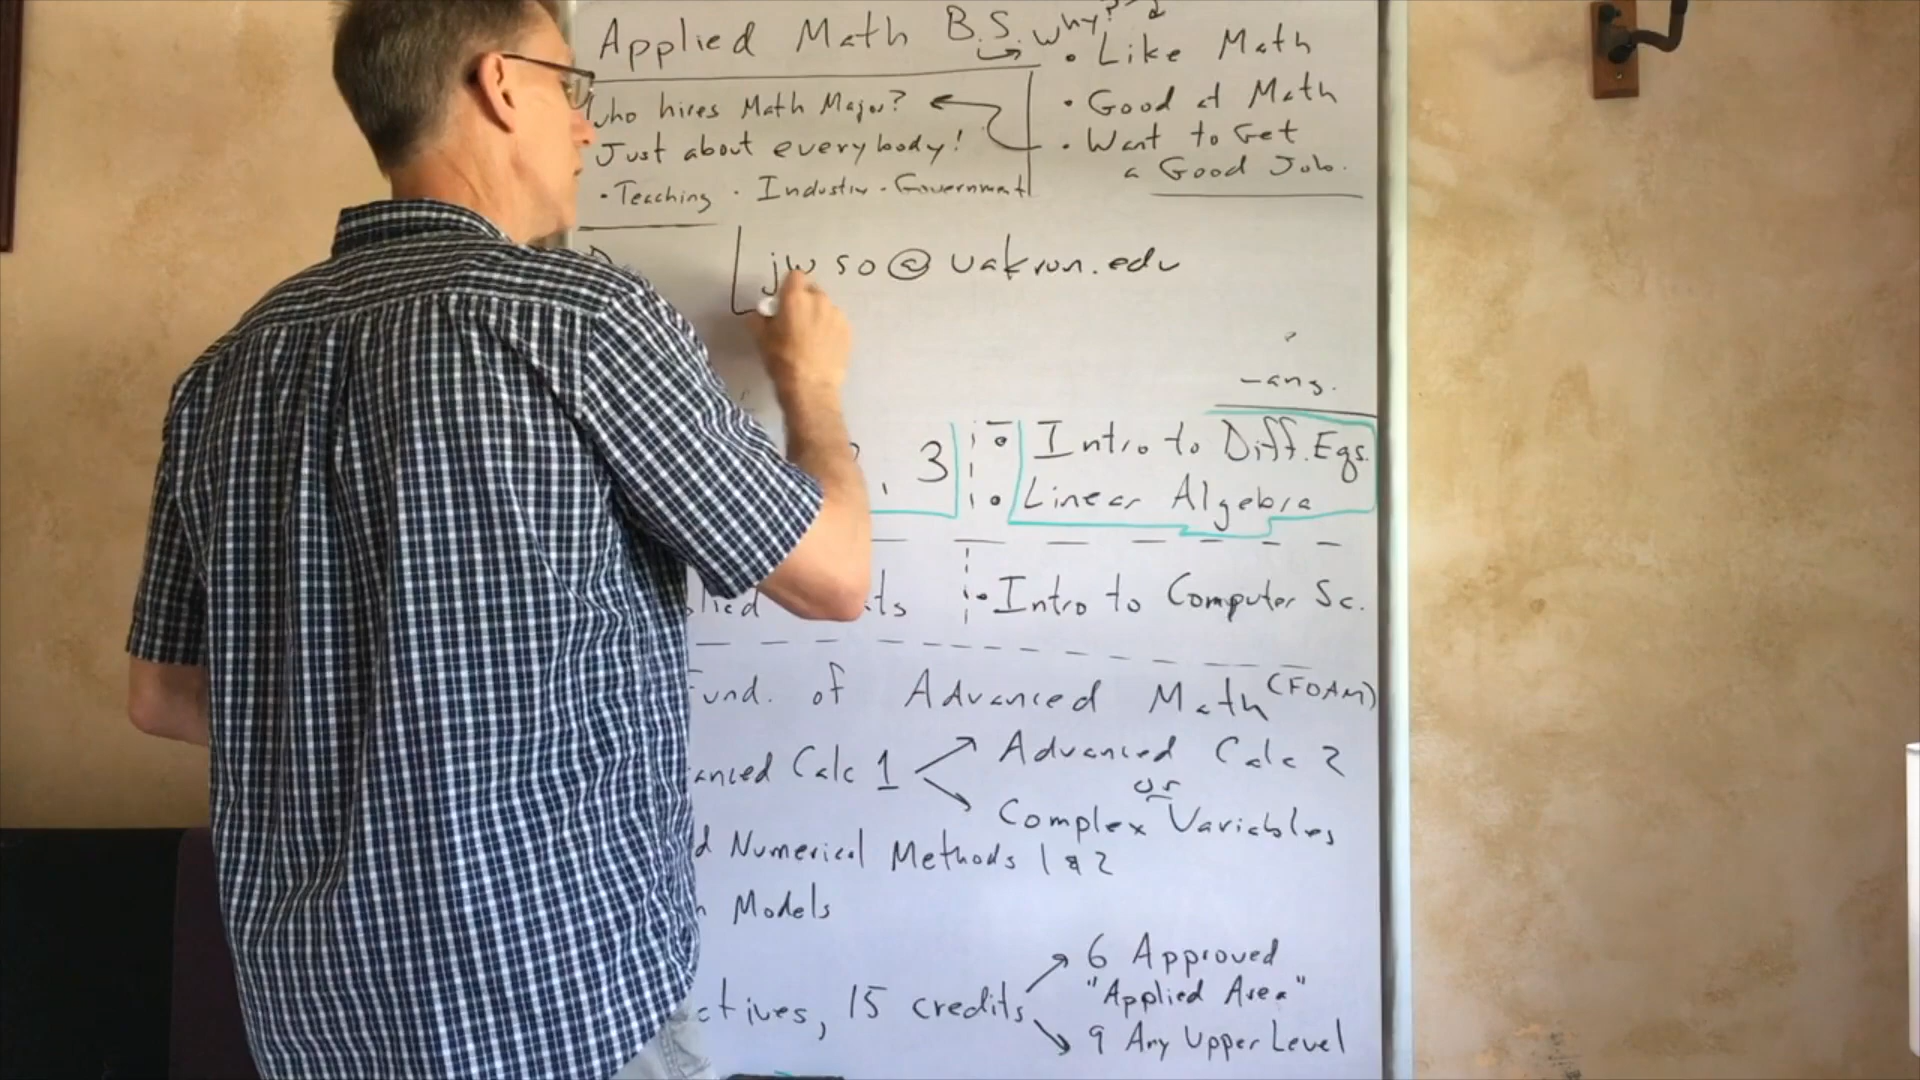 Applied Math B.S. why?
• Like Math
• Good at Math
• Want to Get
a Good Job.
who hires Math Major?
Just about everybody!
• Teaching • Industry • Government
jwso@uakron.edu
-ang.
, 3
• Intro to Diff. Eqs.
• Linear Algebra
• Intro to Computer Sc.
Fund. of Advanced Math (FOAM)
Calc 1
Advanced Calc 2
or
Complex Variables
Numerical Methods 1 & 2
Models
15 credits
6 Approved
"Applied Area"
9 Any Upper Level